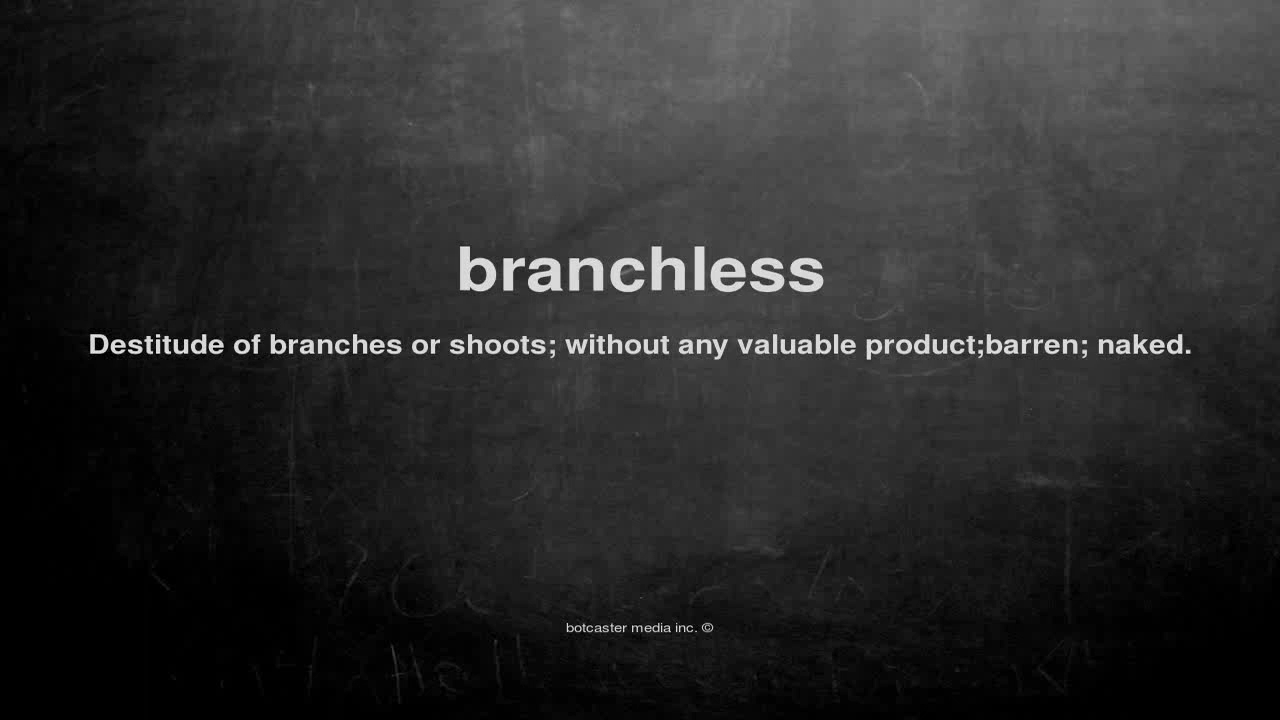 branchless
Destitude of branches or shoots; without any valuable product;barren; naked.
botcaster media inc. ©